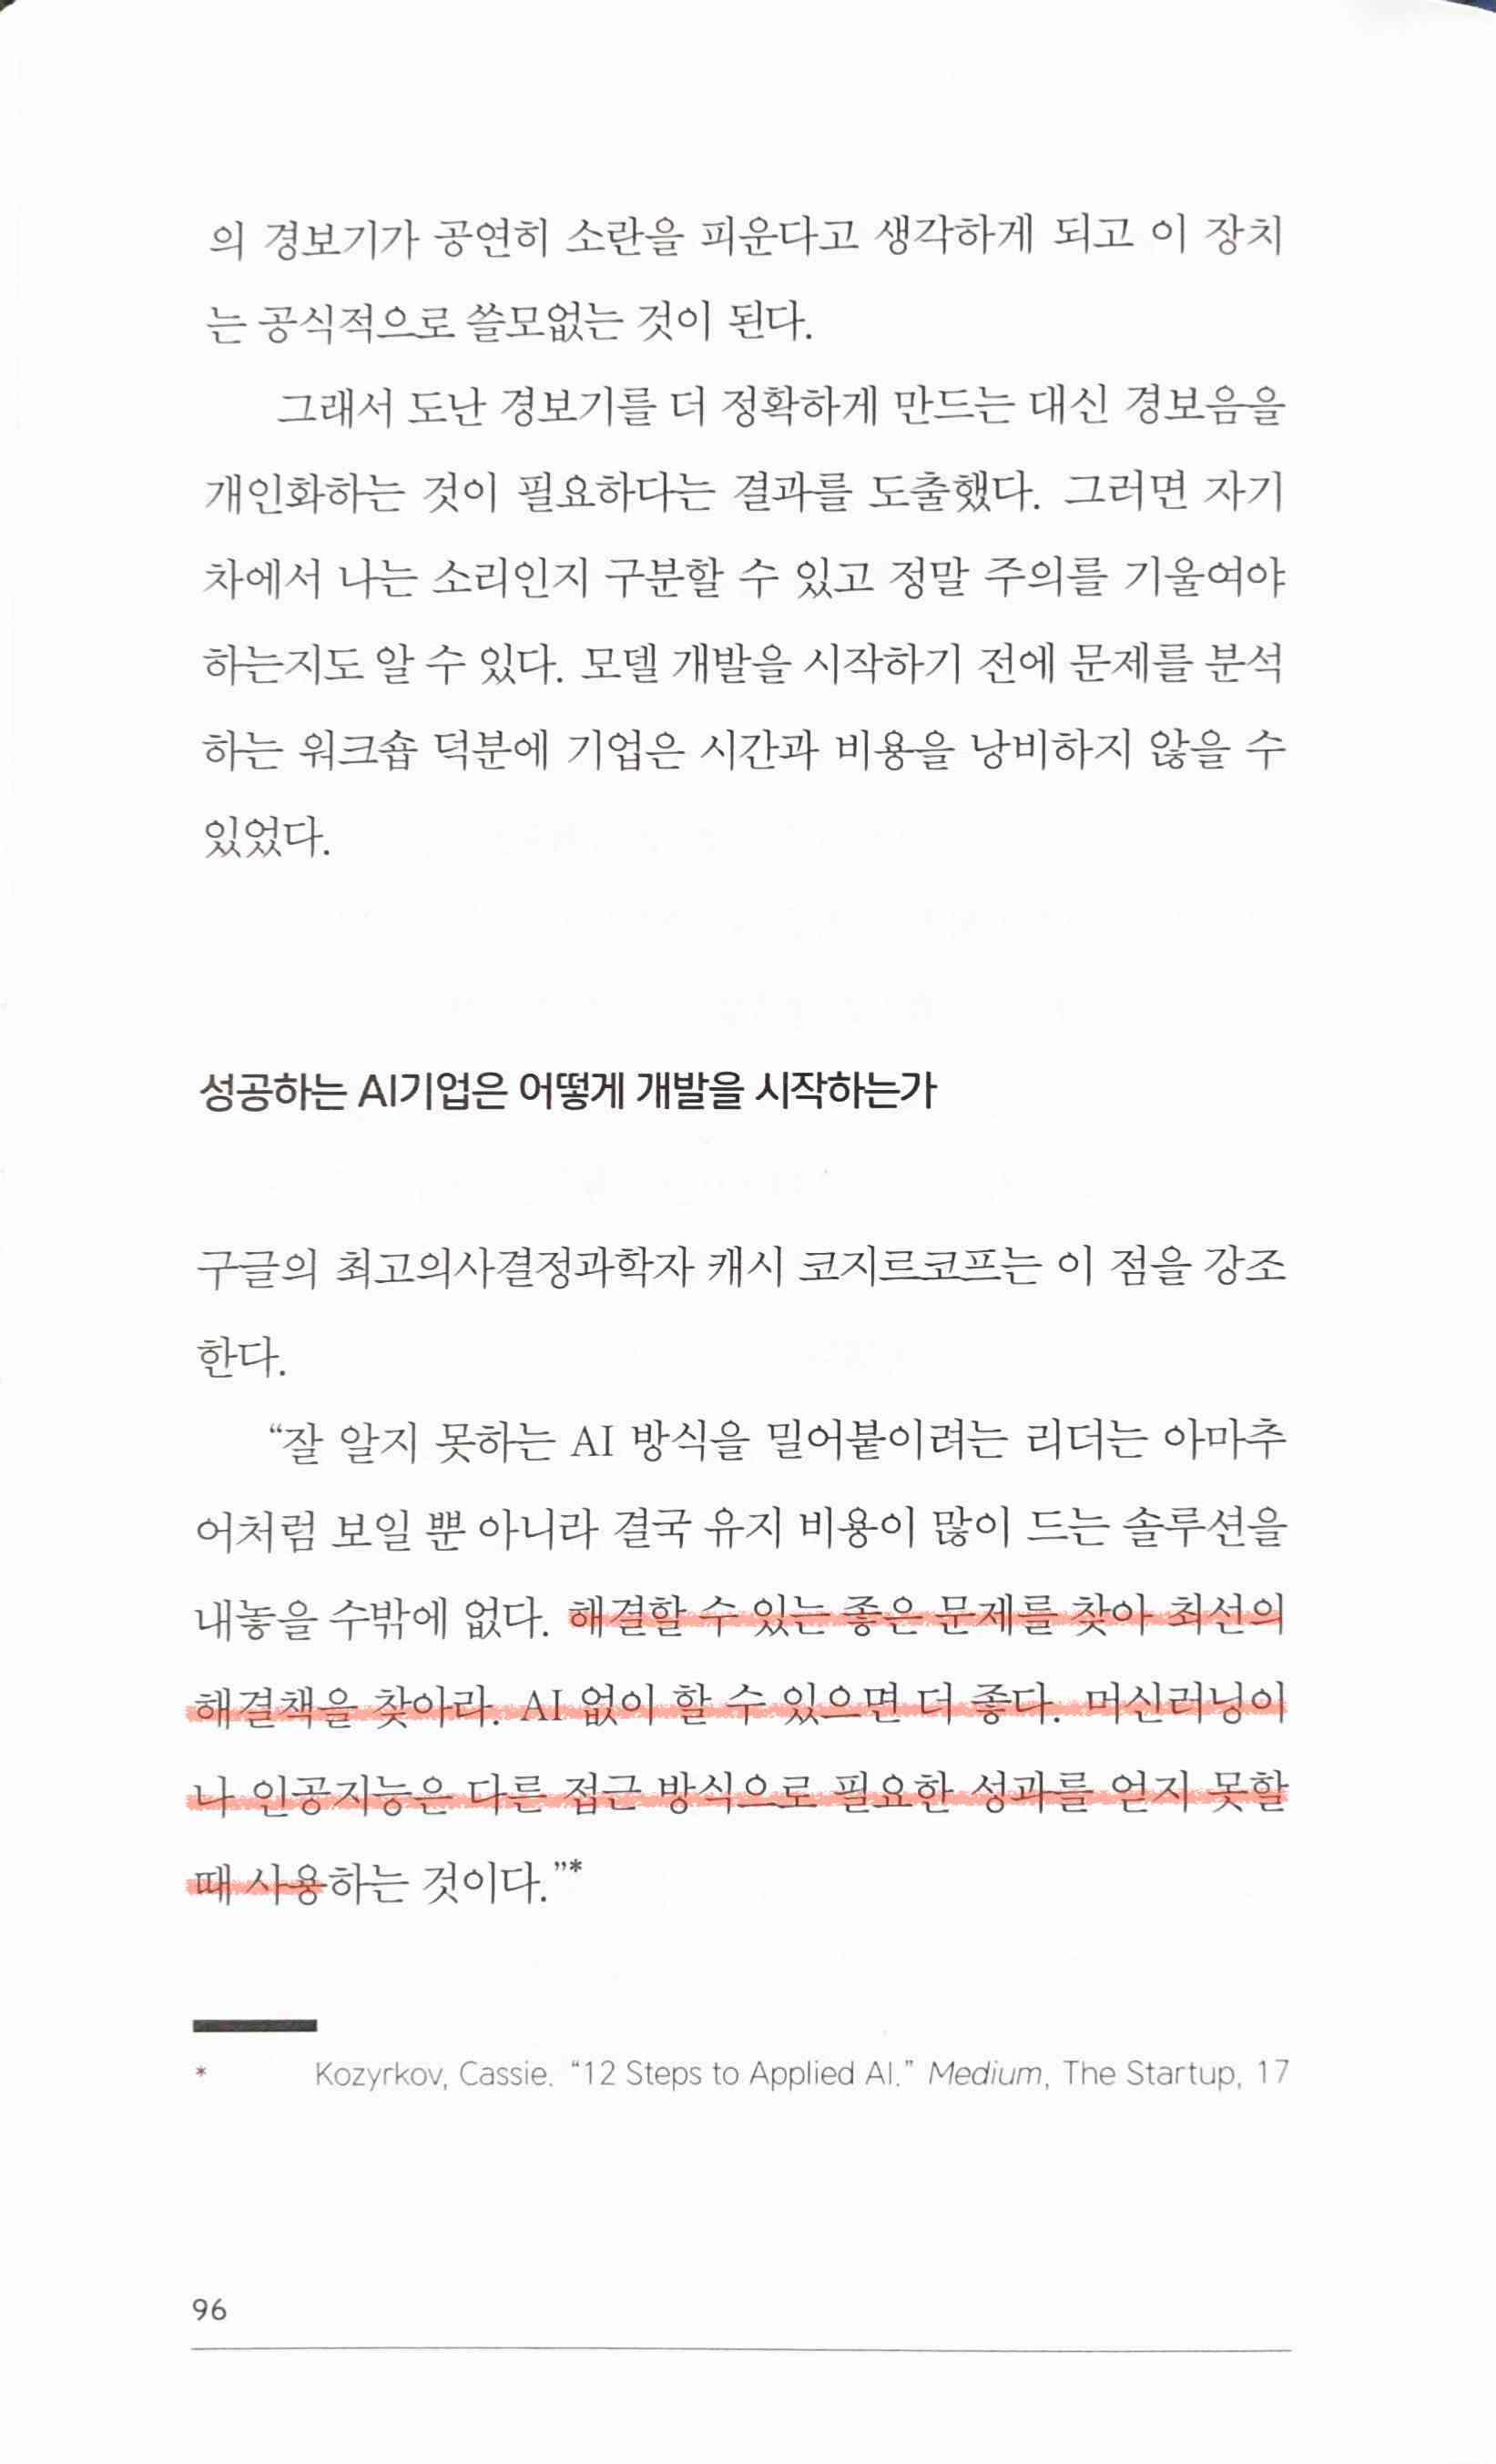 의 경보기가 공연히 소란을 피운다고 생각하게 되고 이 장치
는 공식적으로 쓸모없는 것이 된다.
그래서 도난 경보기를 더 정확하게 만드는 대신 경보음을
개인화하는 것이 필요하다는 결과를 도출했다. 그러면 자기
차에서 나는 소리인지 구분할 수 있고 정말 주의를 기울여야
하는지도 알 수 있다. 모델 개발을 시작하기 전에 문제를 분석
하는 워크숍 덕분에 기업은 시간과 비용을 낭비하지 않을 수
있었다.
성공하는 AI기업은 어떻게 개발을 시작하는가
구글의 최고의사결정과학자 캐시 코지르코프는 이 점을 강조
한다.
“잘 알지 못하는 AI 방식을 밀어붙이려는 리더는 아마추
어처럼 보일 뿐 아니라 결국 유지 비용이 많이 드는 솔루션을
내놓을 수밖에 없다. 해결할 수 있는 좋은 문제를 찾아 최선의
해결책을 찾아라. AI 없이 할 수 있으면 더 좋다. 머신러닝이
나 인공지능은 다른 접근 방식으로 필요한 성과를 얻지 못할
때 사용하는 것이다.”*
* Kozyrkov, Cassie. “12 Steps to Applied AI.” Medium, The Startup, 17
96